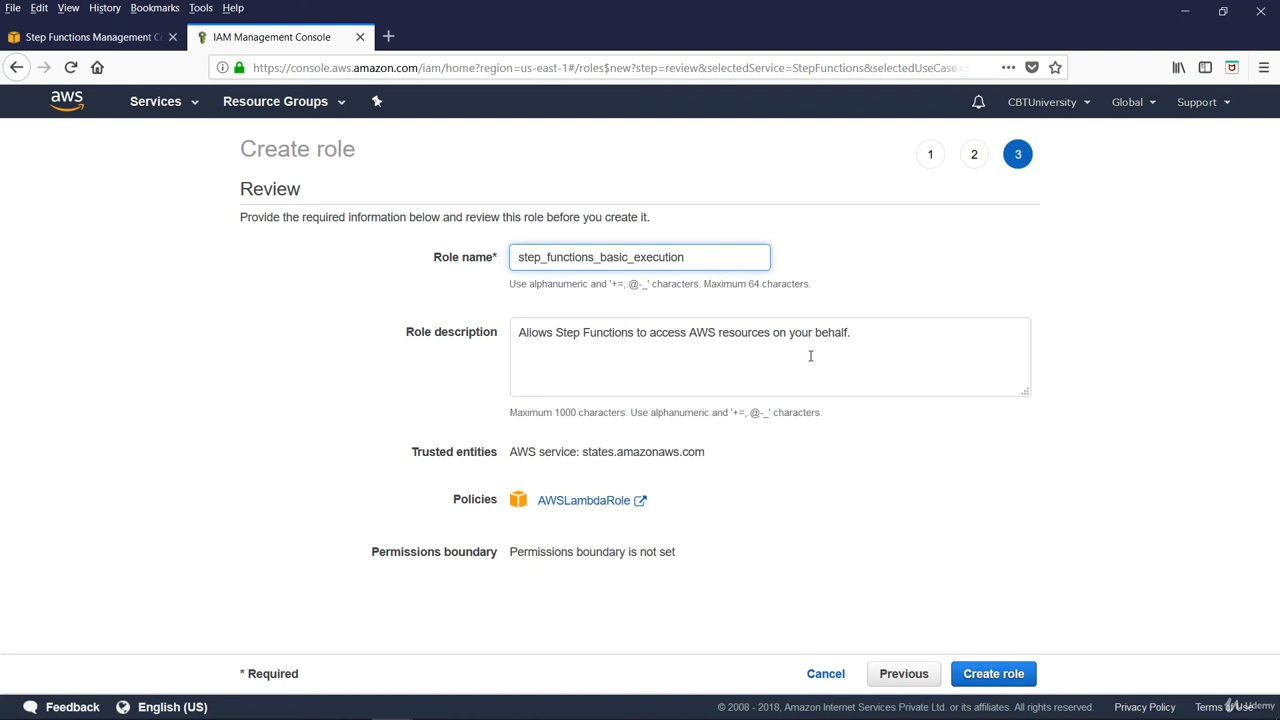 File Edit View History Bookmarks Tools Help
Step Functions Management C
IAM Management Console
https://console.aws.amazon.com/iam/home?region=us-east-1#/roles$new?step=review&selectedService=StepFunctions&selectedUseCase=S
aws Services Resource Groups CBTUniversity Global Support
Create role 1 2 3
Review
Provide the required information below and review this role before you create it.
Role name* step_functions_basic_execution
Use alphanumeric and '+=,.@-_' characters. Maximum 64 characters.
Role description Allows Step Functions to access AWS resources on your behalf.
Maximum 1000 characters. Use alphanumeric and '+=,.@-_' characters.
Trusted entities AWS service: states.amazonaws.com
Policies AWSLambdaRole
Permissions boundary Permissions boundary is not set
* Required Cancel Previous Create role
Feedback English (US) © 2008 - 2018, Amazon Internet Services Private Ltd. or its affiliates. All rights reserved. Privacy Policy Terms of Use
Udemy